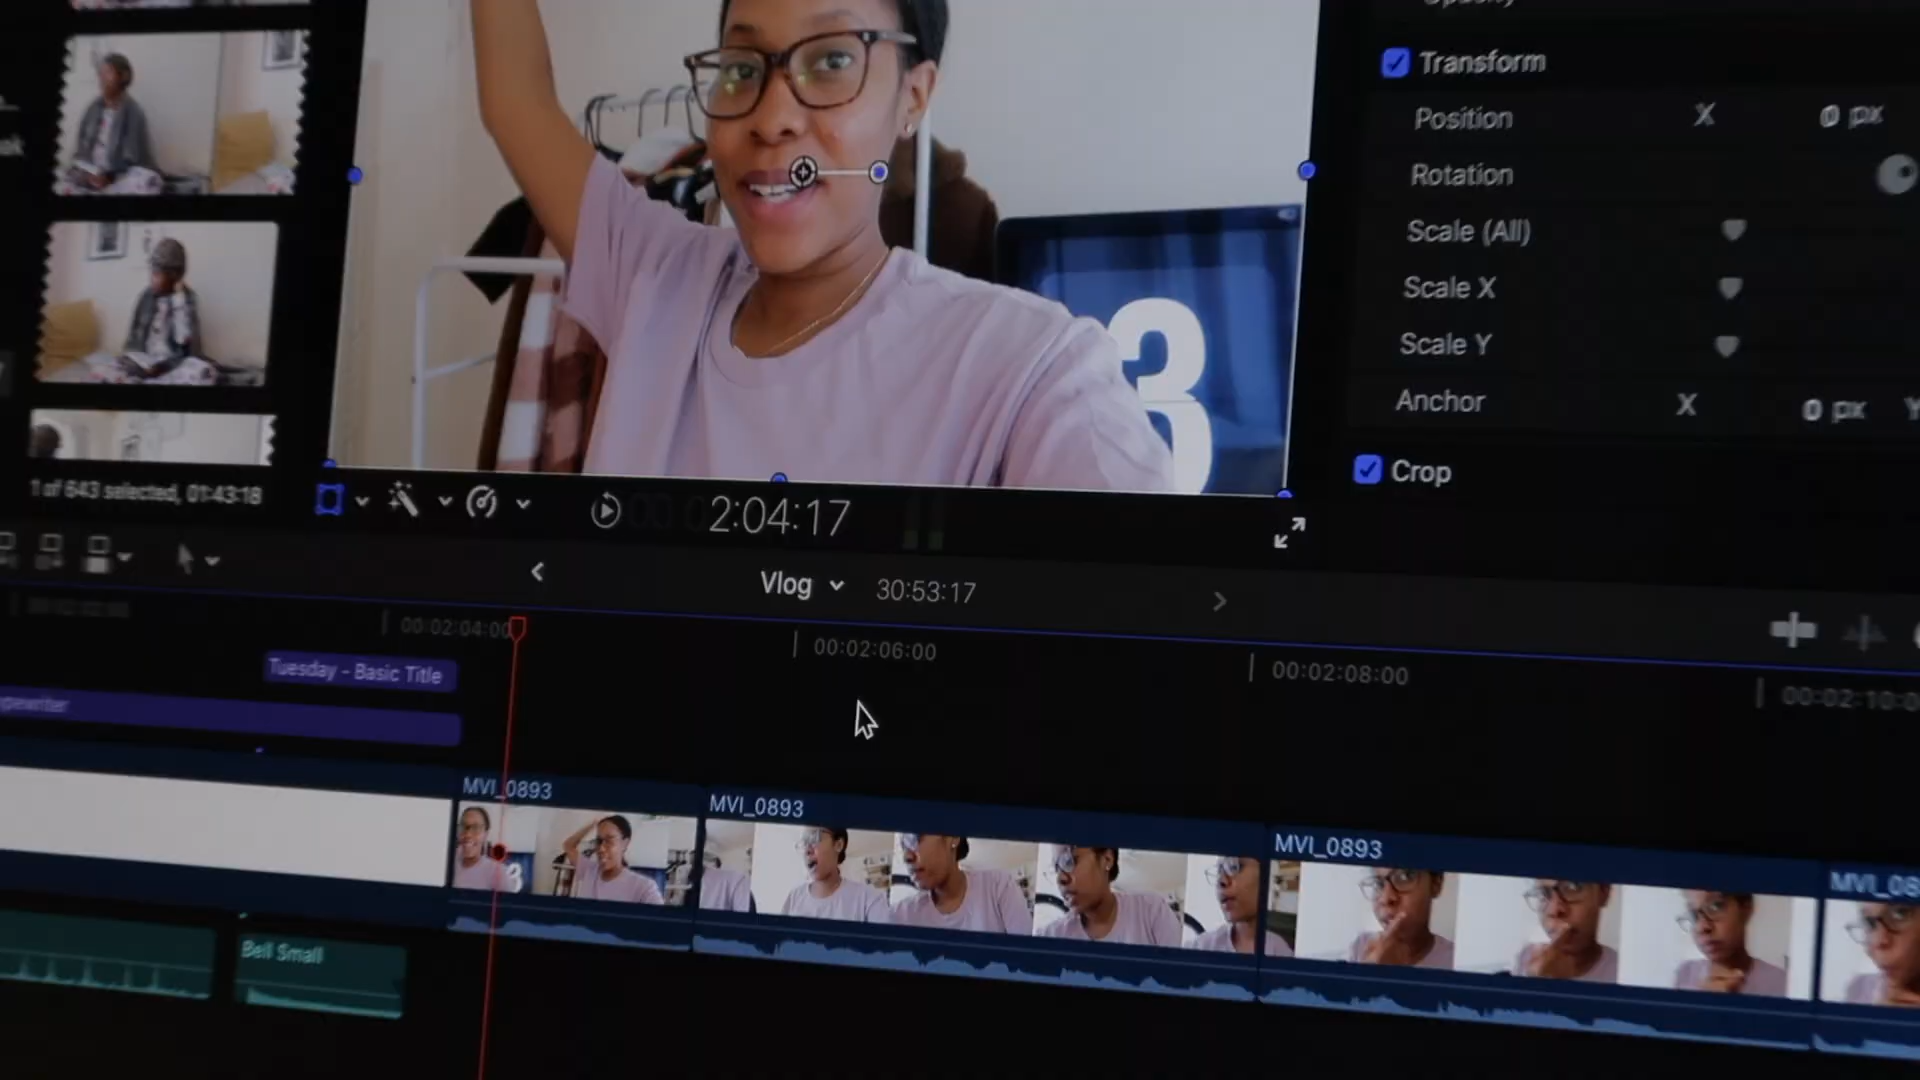 Transform
Position X 0 px
Rotation
Scale (All)
Scale X
Scale Y
Anchor X 0 px Y
Crop
3
1 of 643 selected, 01:43:18
2:04:17
Vlog 30:53:17
00:02:04:00
00:02:06:00
00:02:08:00
00:02:10:0
Tuesday - Basic Title
MVI_0893
MVI_0893
MVI_0893
MVI_08
3
Bell Small